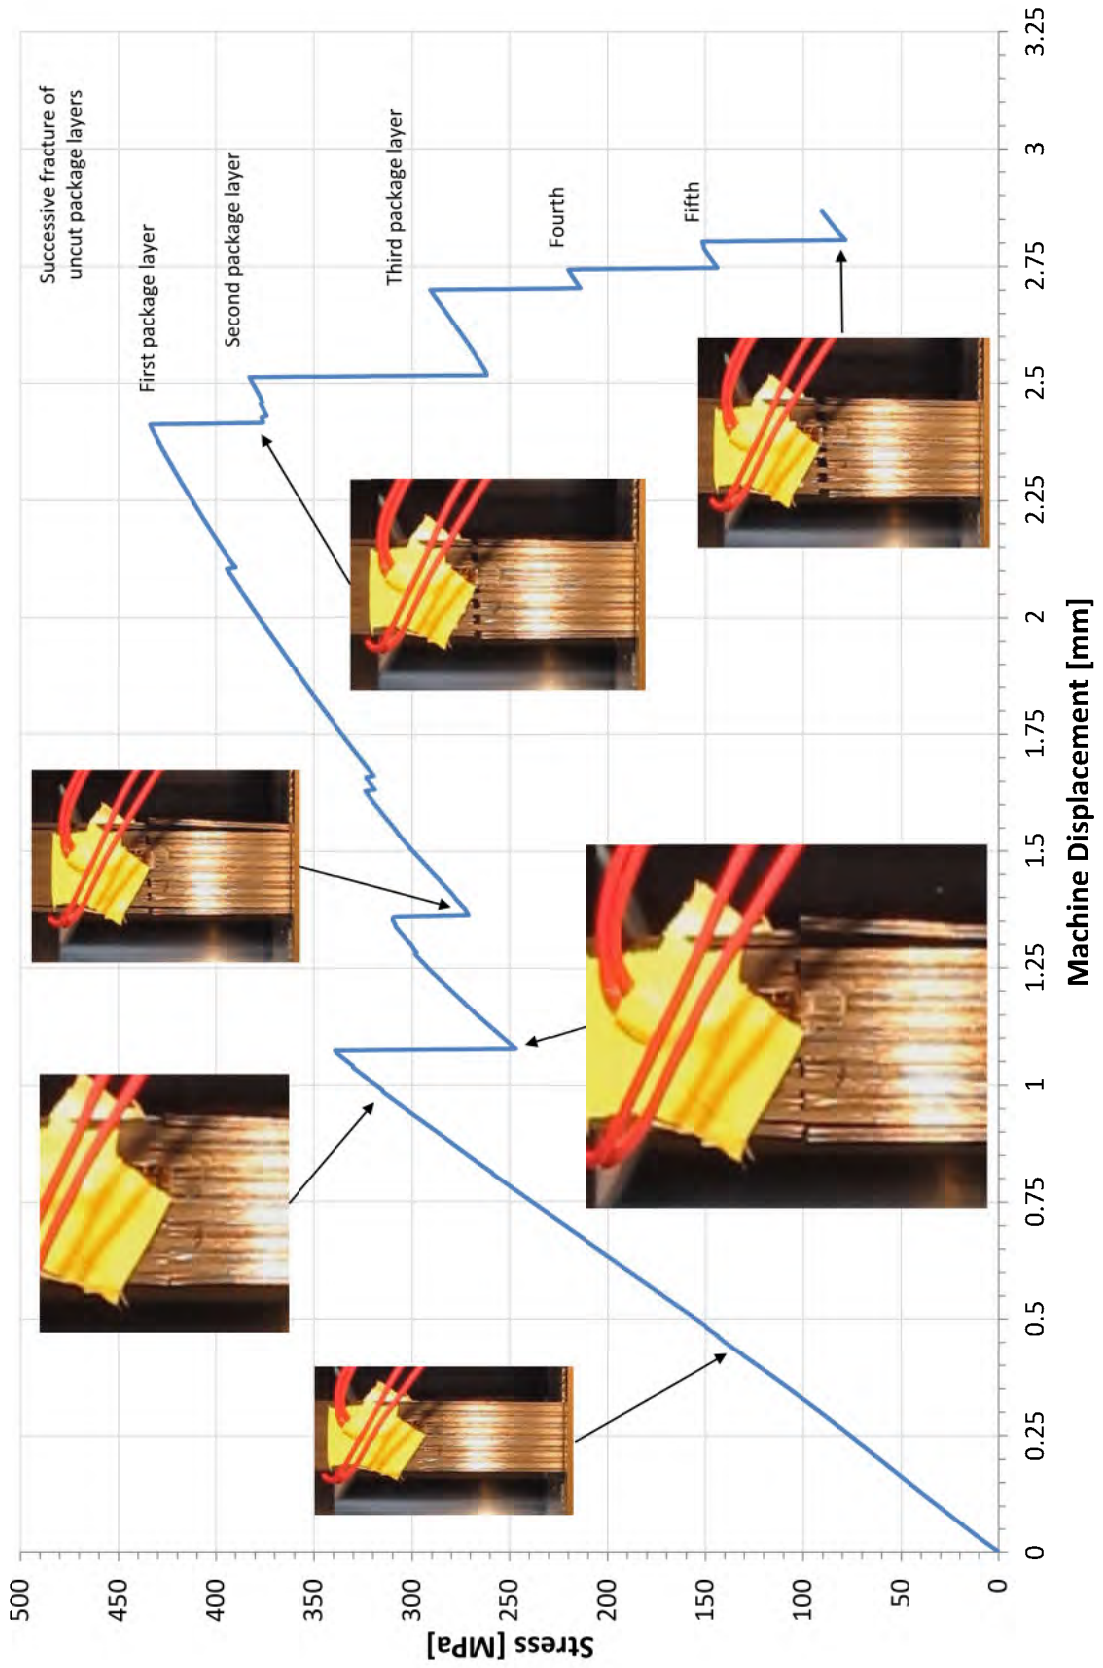 Successive fracture of
uncut package layers
First package layer
Second package layer
Third package layer
Fourth
Fifth
Stress [MPa]
500
450
400
350
300
250
200
150
100
50
0
0
0.25
0.5
0.75
1
1.25
1.5
1.75
2
2.25
2.5
2.75
3
3.25
Machine Displacement [mm]